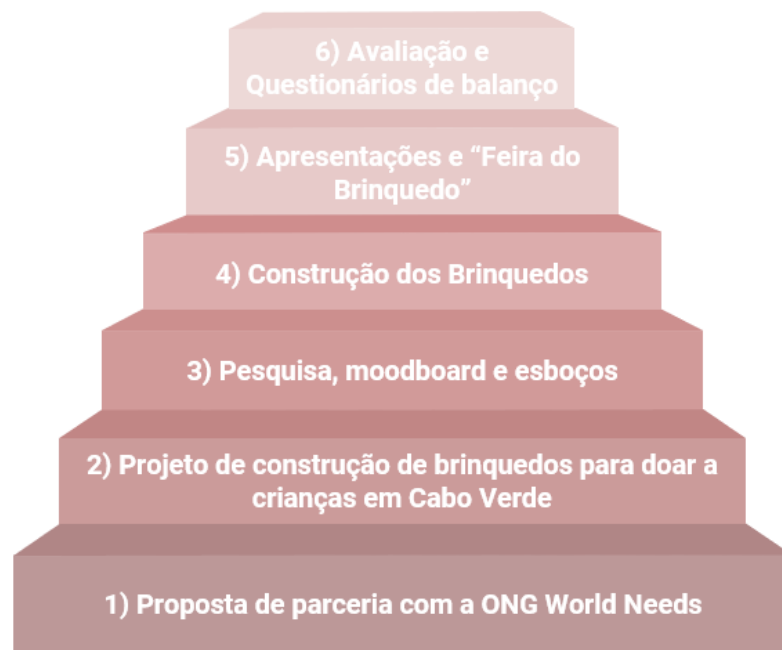 6) Avaliação e
Questionários de balanço
5) Apresentações e “Feira do
Brinquedo”
4) Construção dos Brinquedos
3) Pesquisa, moodboard e esboços
2) Projeto de construção de brinquedos para doar a
crianças em Cabo Verde
1) Proposta de parceria com a ONG World Needs